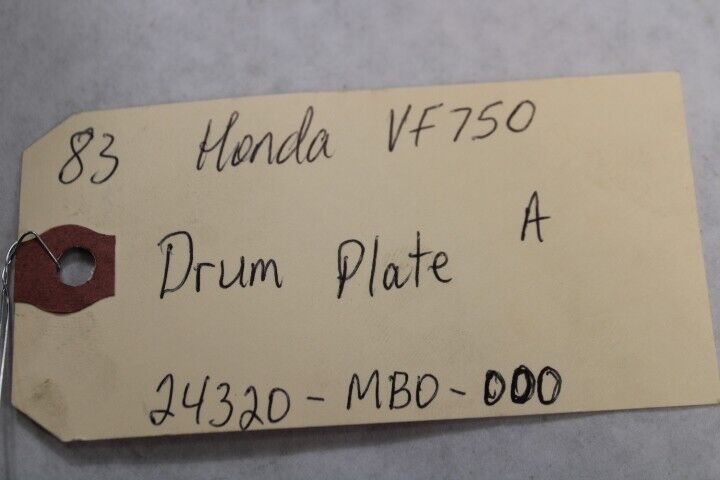 83 Honda VF750
Drum Plate A
24320-MB0-000